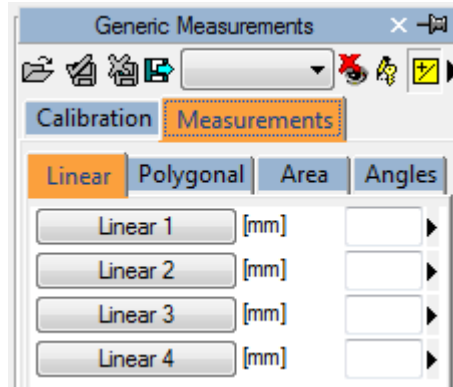 Generic Measurements
Calibration Measurements
Linear Polygonal Area Angles
Linear 1 [mm]
Linear 2 [mm]
Linear 3 [mm]
Linear 4 [mm]